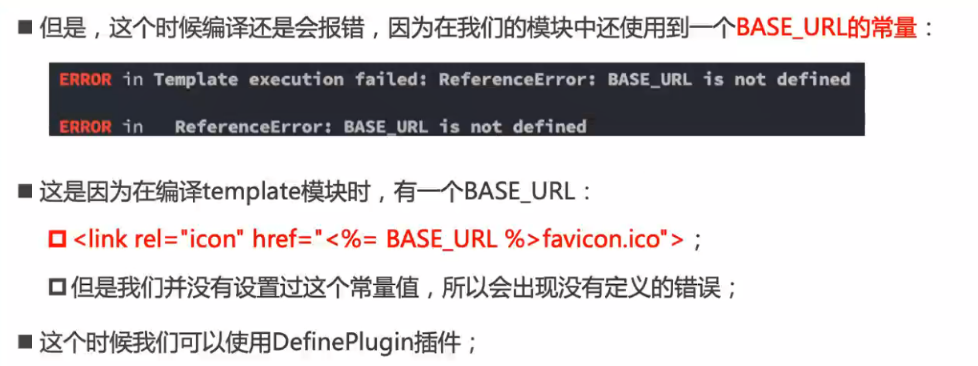 ■ 但是，这个时候编译还是会报错，因为在我们的模块中还使用到一个BASE_URL的常量：
ERROR in Template execution failed: ReferenceError: BASE_URL is not defined
ERROR in ReferenceError: BASE_URL is not defined
■ 这是因为在编译template模块时，有一个BASE_URL：
<link rel="icon" href="<%= BASE_URL %>favicon.ico">；
但是我们并没有设置过这个常量值，所以会出现没有定义的错误；
■ 这个时候我们可以使用DefinePlugin插件；